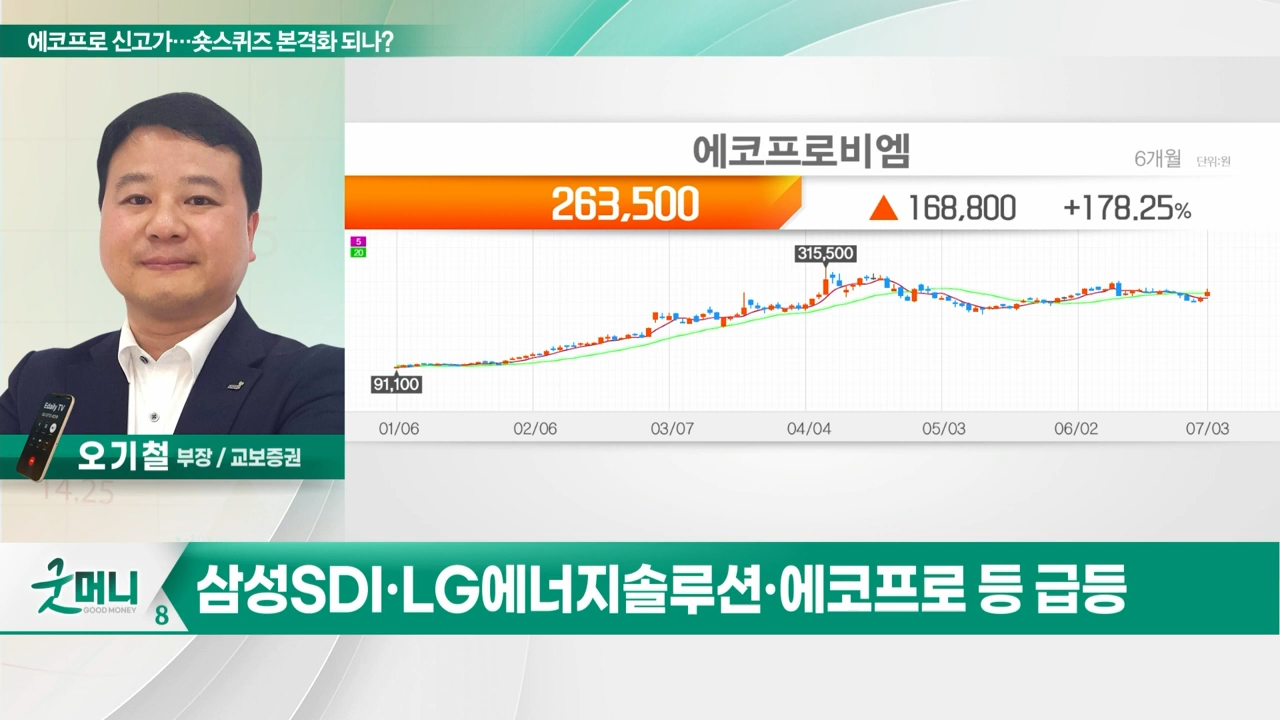 에코프로 신고가…숏스퀴즈 본격화 되나?
에코프로비엠
6개월 단위:원
263,500 ▲ 168,800 +178.25%
5
20
315,500
91,100
01/06 02/06 03/07 04/04 05/03 06/02 07/03
Edaily TV
오기철 부장 / 교보증권
14.25
굿머니
GOOD MONEY
8
삼성SDI·LG에너지솔루션·에코프로 등 급등